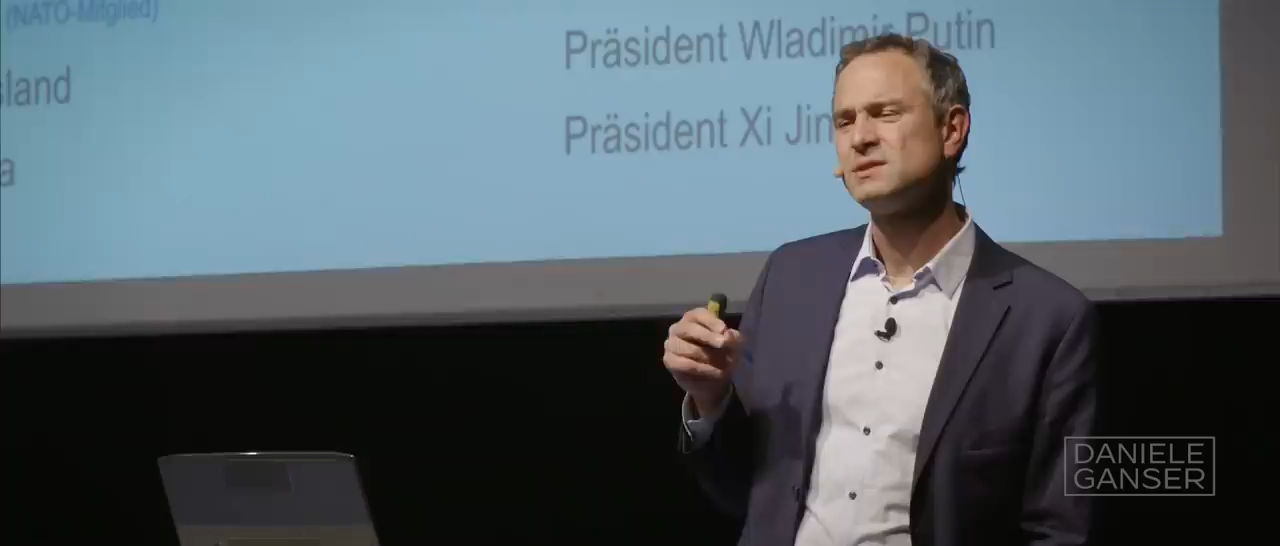 (NATO-Mitglied)
Präsident Wladimir Putin
sland
Präsident Xi Jin
a
DANIELE
GANSER